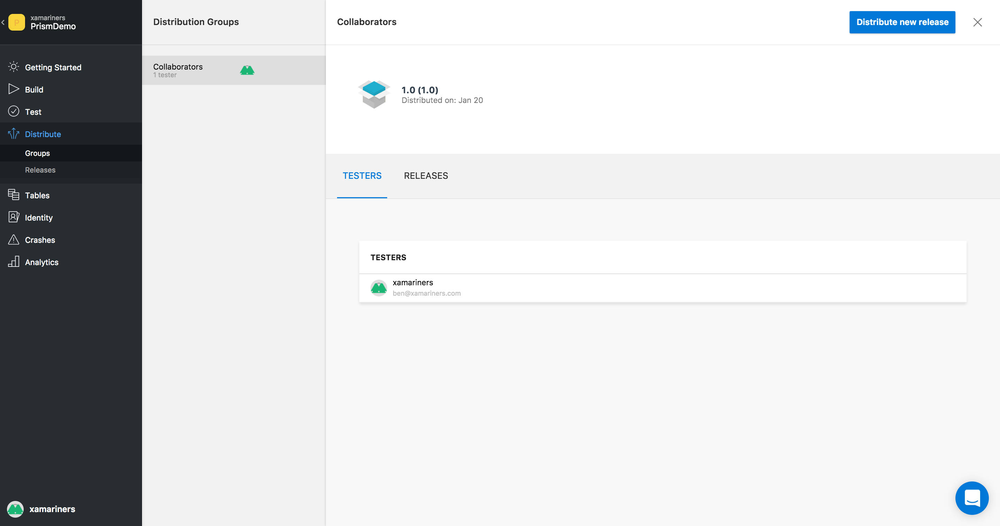 P
xamariners
PrismDemo
Getting Started
Build
Test
Distribute
Groups
Releases
Tables
Identity
Crashes
Analytics
xamariners
Distribution Groups
Collaborators
1 tester
Collaborators
Distribute new release
1.0 (1.0)
Distributed on: Jan 20
TESTERS
RELEASES
TESTERS
xamariners
ben@xamariners.com